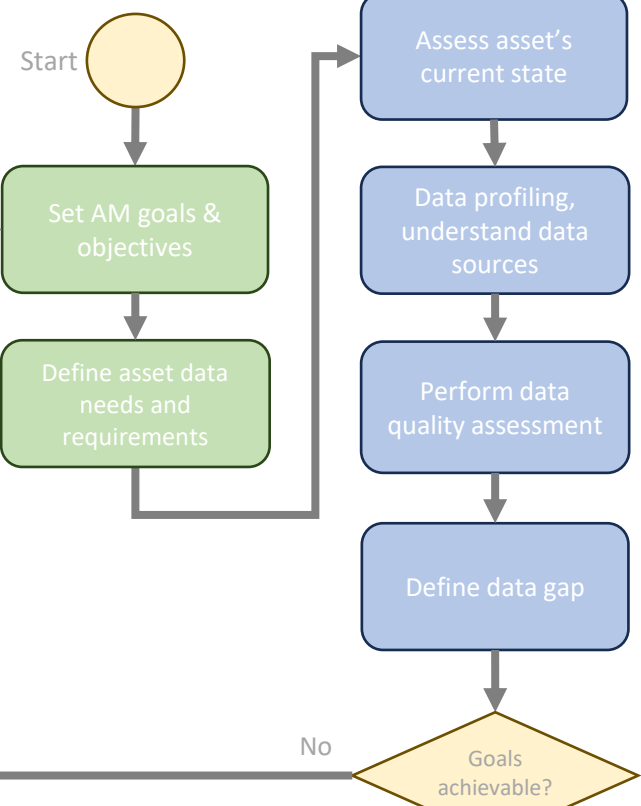 Start
Set AM goals &
objectives
Define asset data
needs and
requirements
Assess asset’s
current state
Data profiling,
understand data
sources
Perform data
quality assessment
Define data gap
Goals
achievable?
No